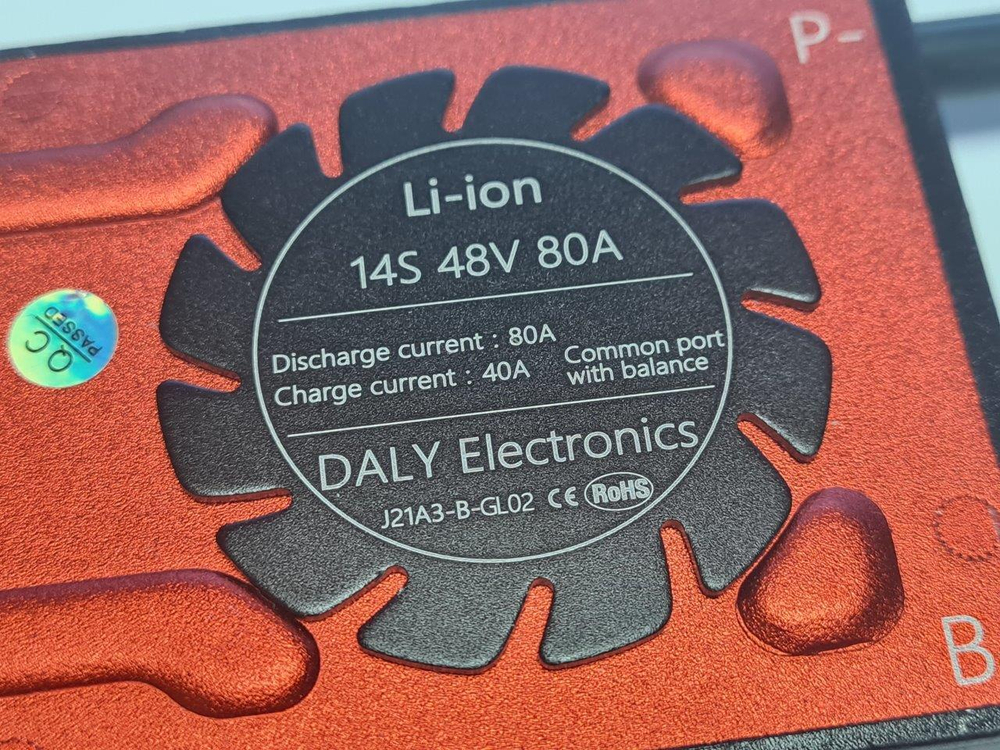 P-
Li-ion
14S 48V 80A
Discharge current : 80A
Charge current : 40A
Common port
with balance
DALY Electronics
J21A3-B-GL02 CE RoHS
QC
PASSED
B